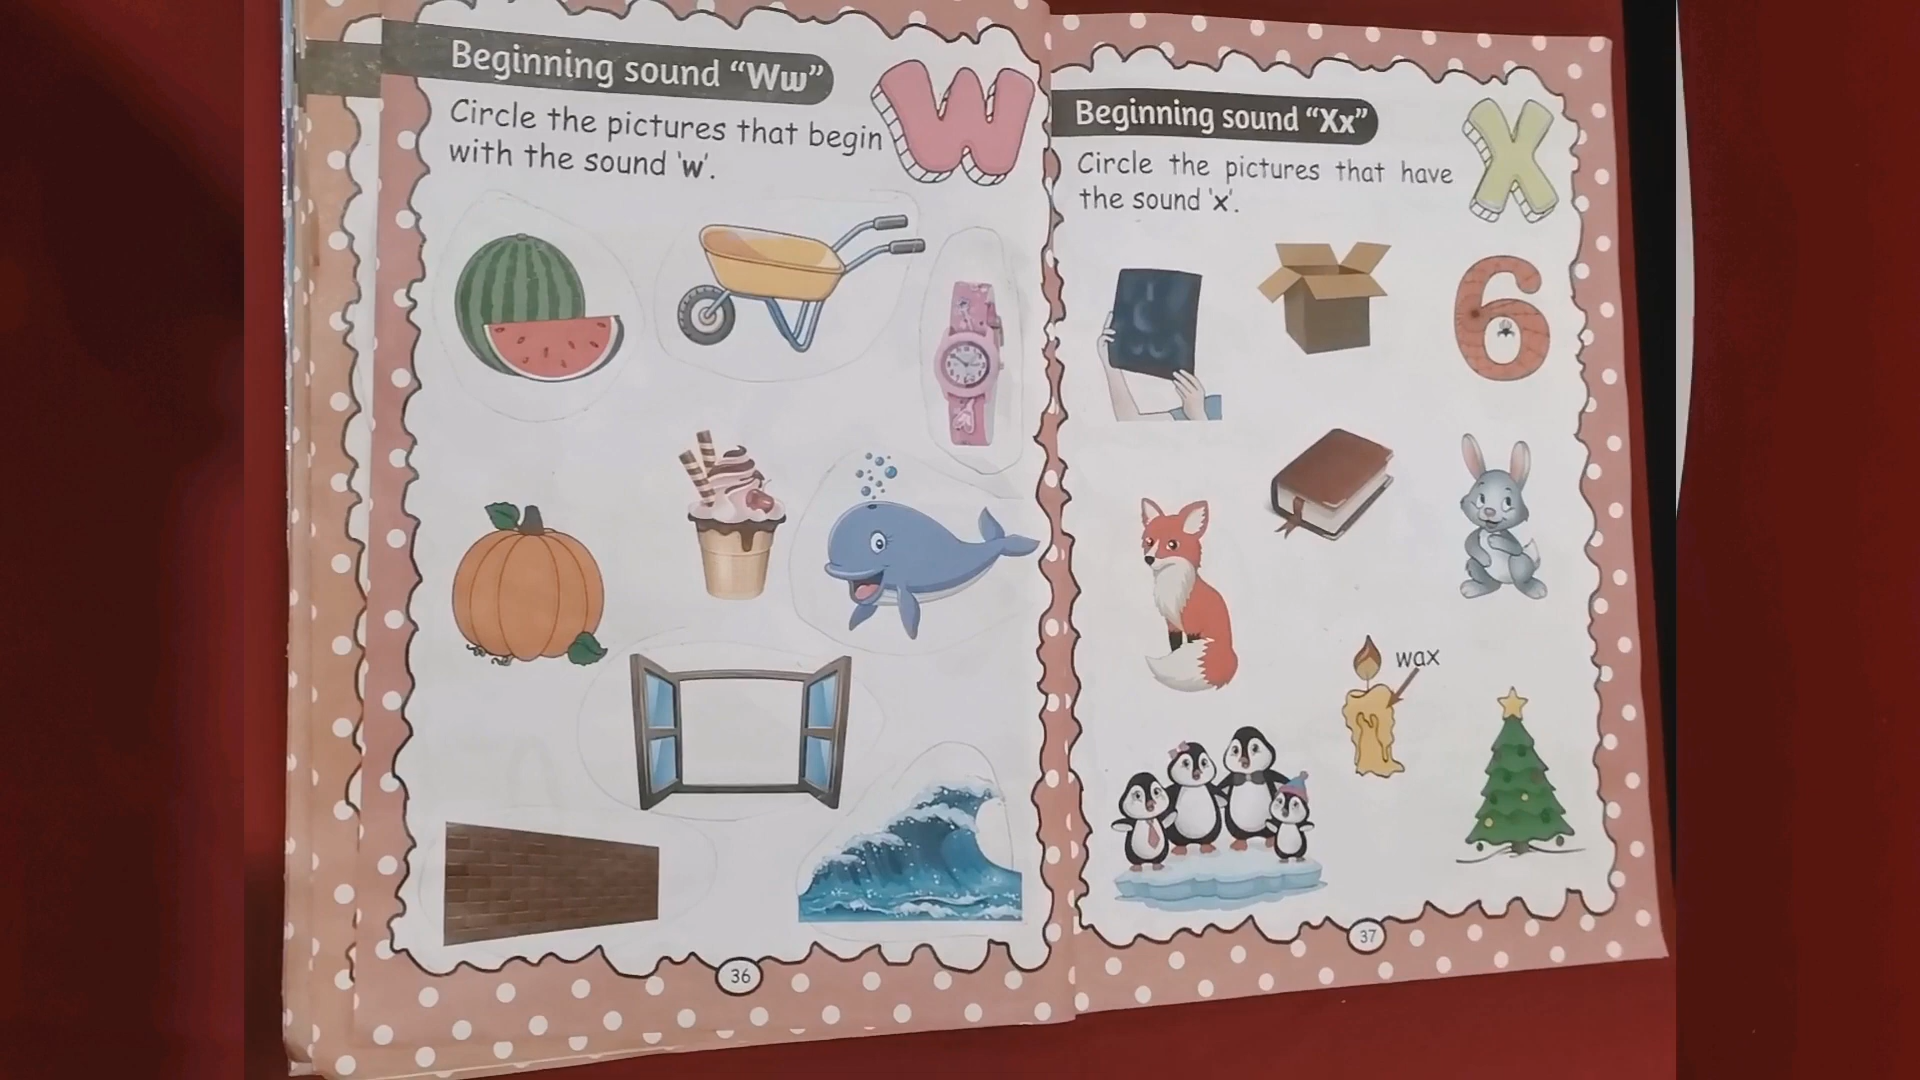 Beginning sound “Ww”
W
Circle the pictures that begin
with the sound 'w'.
36
Beginning sound “Xx”
X
Circle the pictures that have
the sound 'x'.
6
wax
37